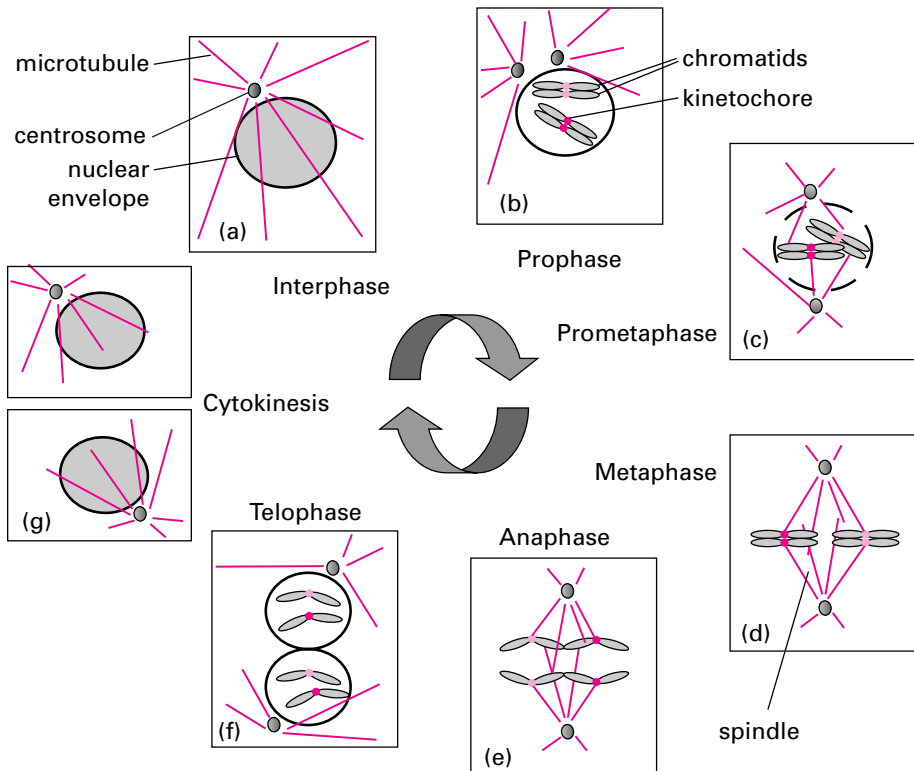 microtubule
centrosome
nuclear
envelope
(a)
Interphase
chromatids
kinetochore
(b)
Prophase
(c)
Prometaphase
Metaphase
(d)
spindle
Anaphase
(e)
Telophase
(f)
Cytokinesis
(g)